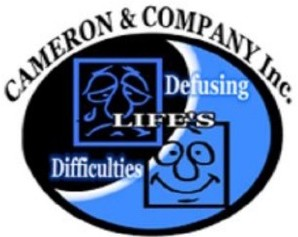 CAMERON & COMPANY Inc.
Defusing
LIFE'S
Difficulties